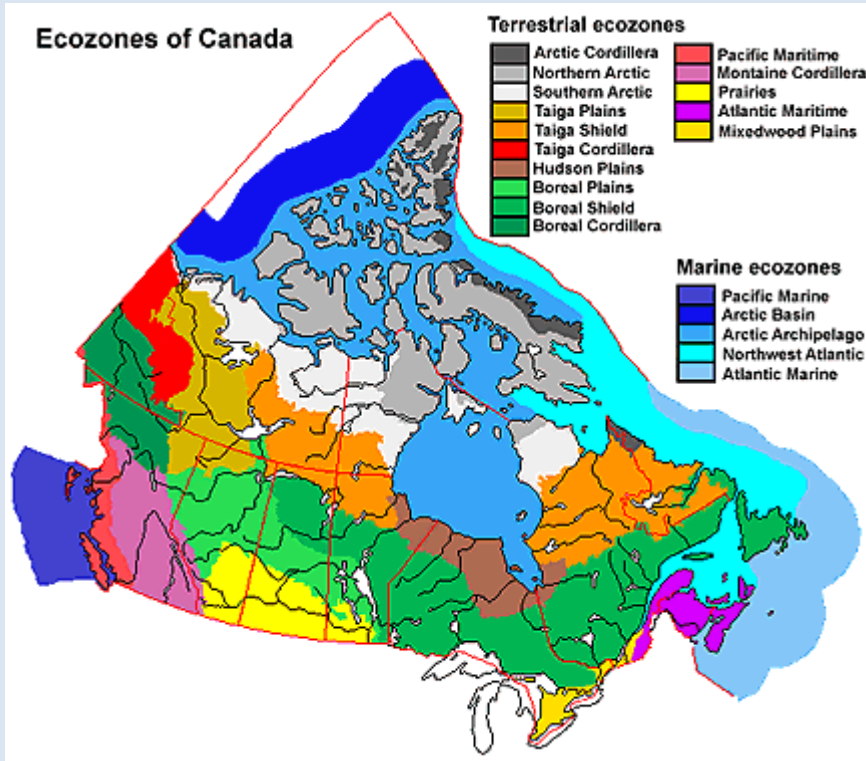 Ecozones of Canada
Terrestrial ecozones
Arctic Cordillera
Northern Arctic
Southern Arctic
Taiga Plains
Taiga Shield
Taiga Cordillera
Hudson Plains
Boreal Plains
Boreal Shield
Boreal Cordillera
Pacific Maritime
Montaine Cordillera
Prairies
Atlantic Maritime
Mixedwood Plains
Marine ecozones
Pacific Marine
Arctic Basin
Arctic Archipelago
Northwest Atlantic
Atlantic Marine